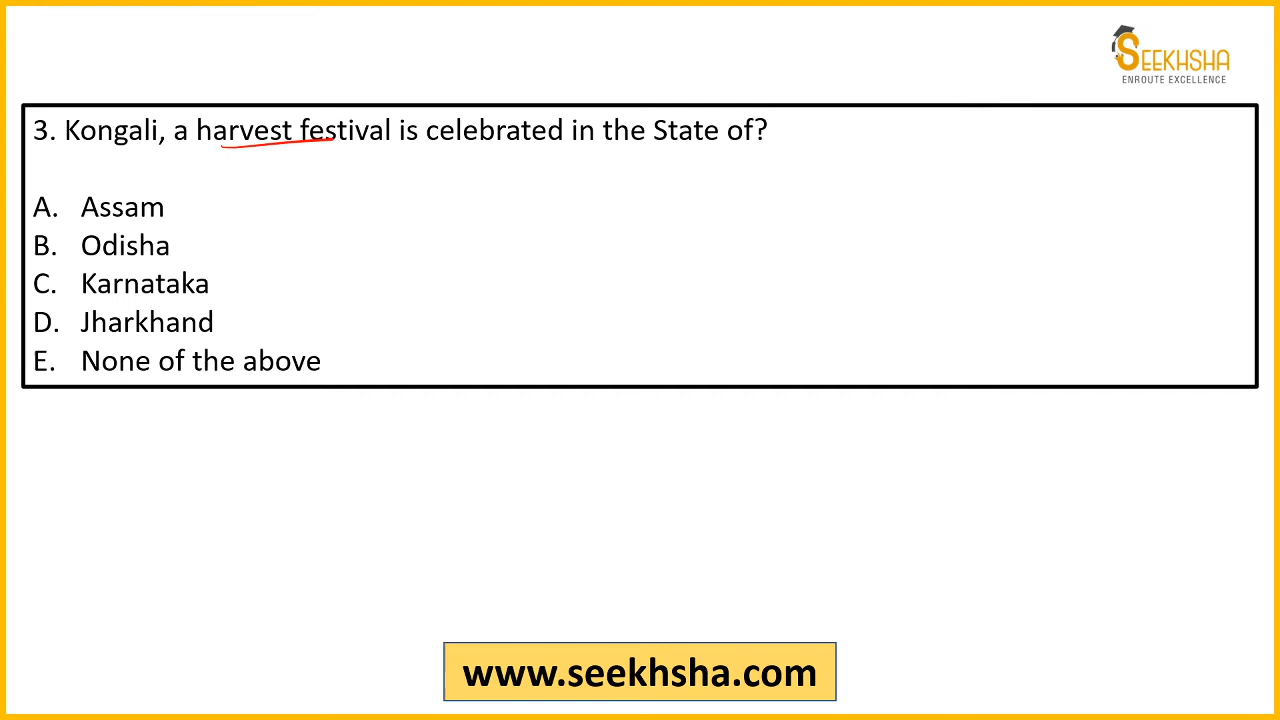 SEEKHSHA
ENROUTE EXCELLENCE
3. Kongali, a harvest festival is celebrated in the State of?
A. Assam
B. Odisha
C. Karnataka
D. Jharkhand
E. None of the above
www.seekhsha.com